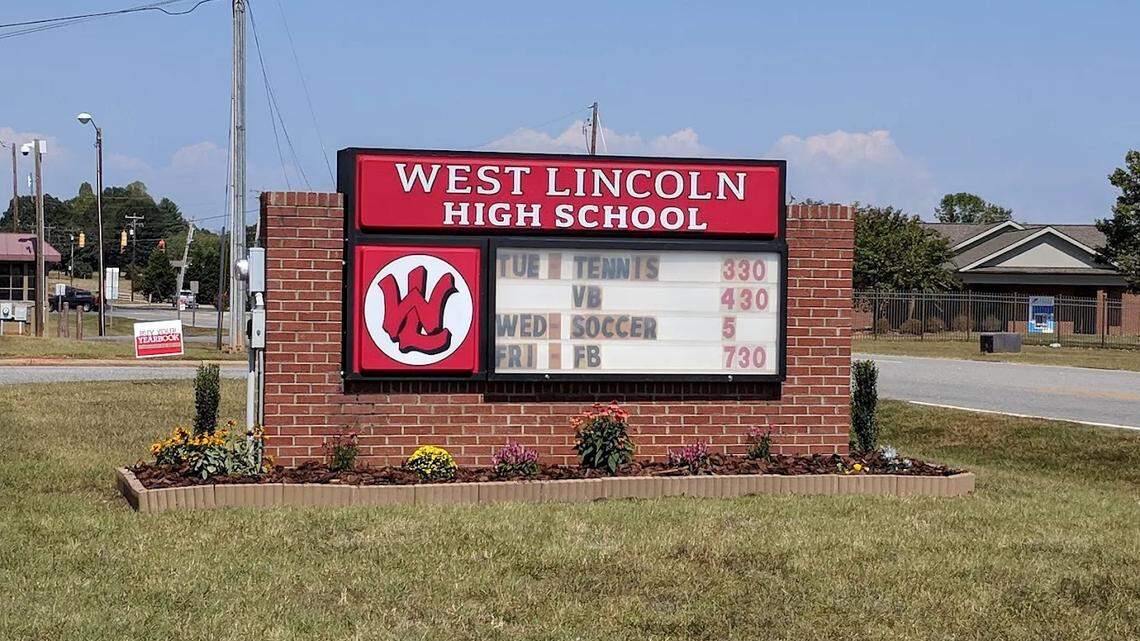 WEST LINCOLN
HIGH SCHOOL
WL
TUE - TENNIS 330
VB 430
WED - SOCCER 5
FRI - FB 730
BUY YOUR
YEARBOOK